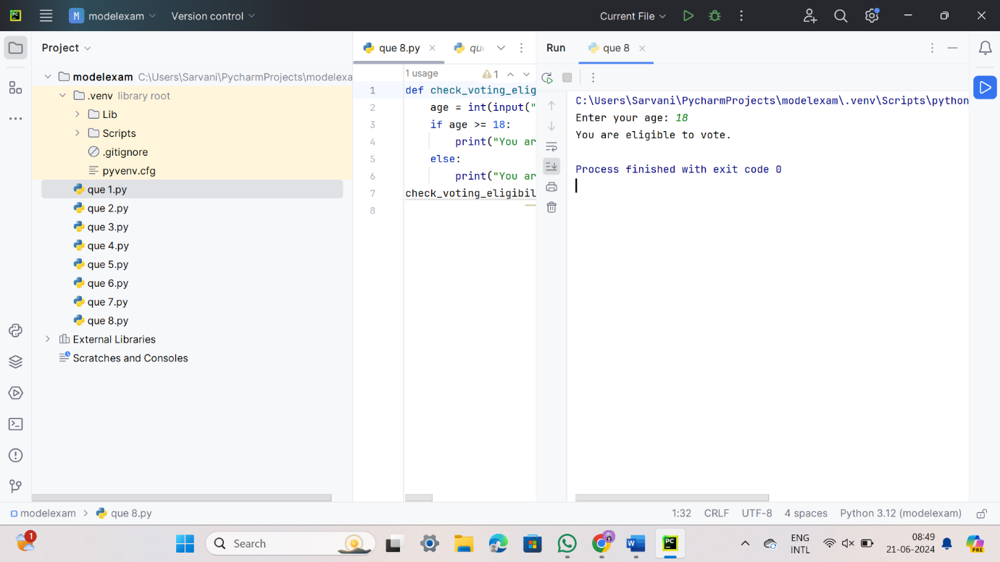 modelexam
Version control
Current File
Project
modelexam C:\Users\Sarvani\PycharmProjects\modelexa
.venv library root
Lib
Scripts
.gitignore
pyvenv.cfg
que 1.py
que 2.py
que 3.py
que 4.py
que 5.py
que 6.py
que 7.py
que 8.py
External Libraries
Scratches and Consoles
que 8.py
que
1 usage
1
1 def check_voting_elig
2 age = int(input("
3 if age >= 18:
4 print("You ar
5 else:
6 print("You ar
7 check_voting_eligibil
8
Run
que 8
C:\Users\Sarvani\PycharmProjects\modelexam\.venv\Scripts\python
Enter your age: 18
You are eligible to vote.
Process finished with exit code 0
modelexam > que 8.py
1:32 CRLF UTF-8 4 spaces Python 3.12 (modelexam)
1
Search
PC
ENG
INTL
08:49
21-06-2024
PRE